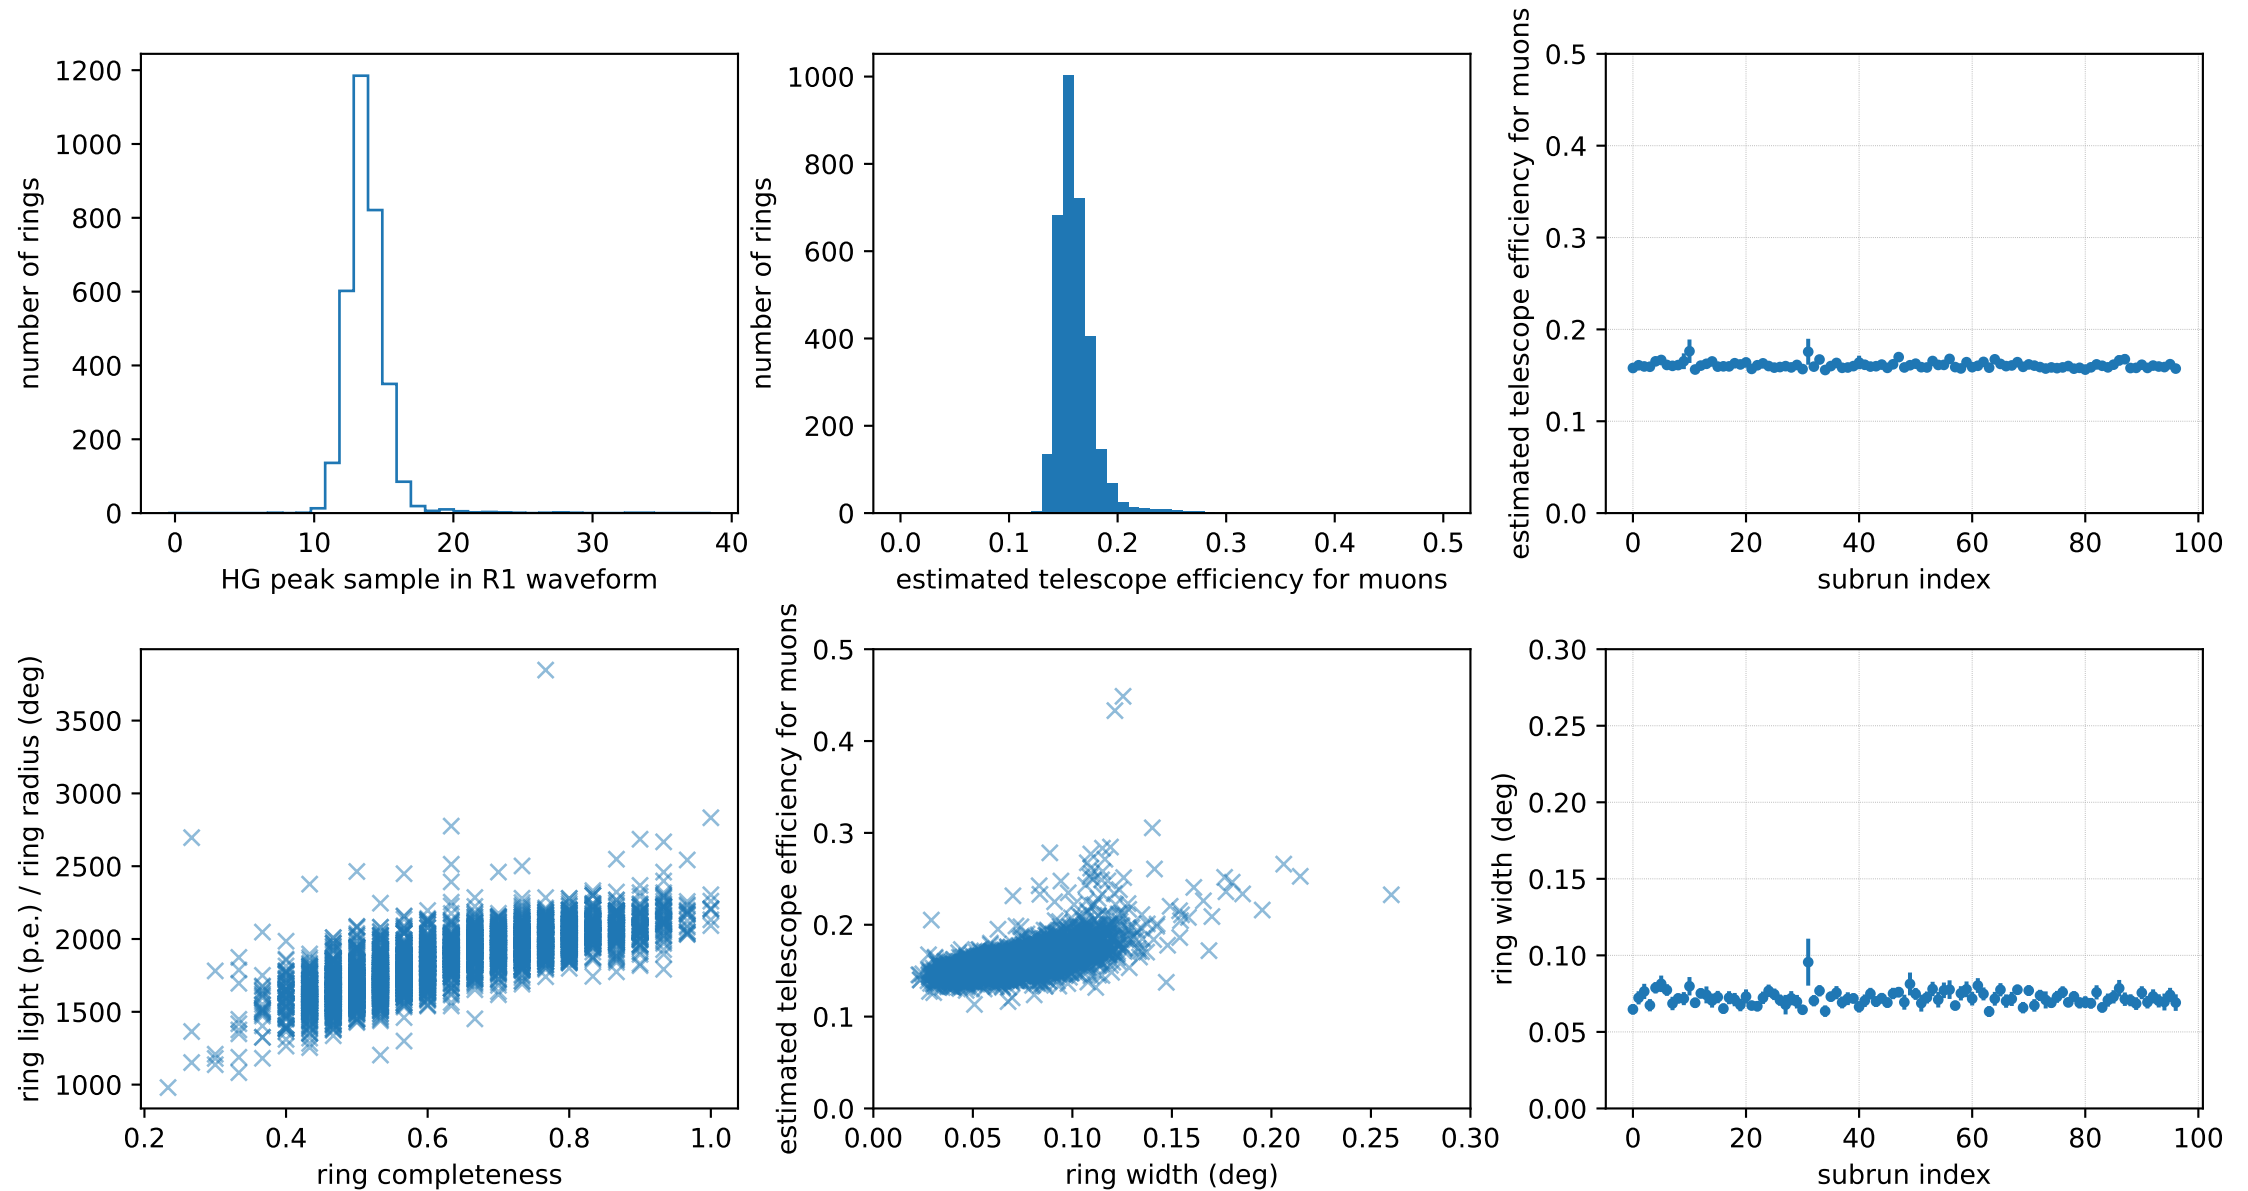 number of rings
1200
1000
800
600
400
200
0
0 10 20 30 40
HG peak sample in R1 waveform
number of rings
1000
800
600
400
200
0
0.0 0.1 0.2 0.3 0.4 0.5
estimated telescope efficiency for muons
estimated telescope efficiency for muons
0.5
0.4
0.3
0.2
0.1
0.0
0 20 40 60 80 100
subrun index
ring light (p.e.) / ring radius (deg)
3500
3000
2500
2000
1500
1000
0.2 0.4 0.6 0.8 1.0
ring completeness
estimated telescope efficiency for muons
0.5
0.4
0.3
0.2
0.1
0.0
0.00 0.05 0.10 0.15 0.20 0.25 0.30
ring width (deg)
ring width (deg)
0.30
0.25
0.20
0.15
0.10
0.05
0.00
0 20 40 60 80 100
subrun index